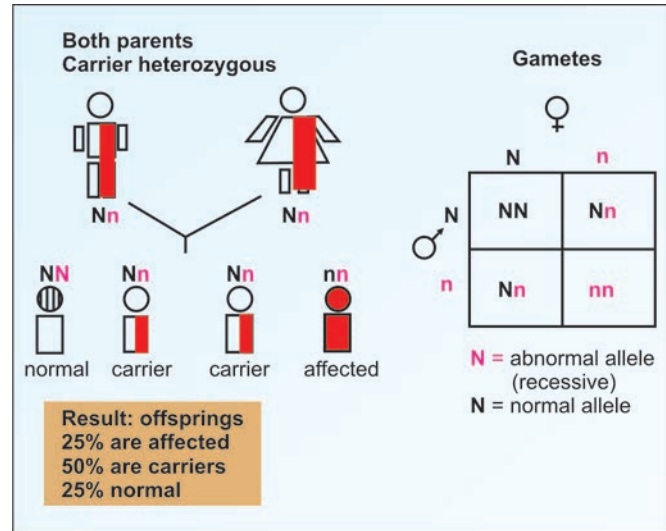 Both parents
Carrier heterozygous
Nn
Nn
NN
Nn
Nn
nn
normal
carrier
carrier
affected
Result: offsprings
25% are affected
50% are carriers
25% normal
Gametes
N
n
N
NN
Nn
n
Nn
nn
N = abnormal allele
(recessive)
N = normal allele